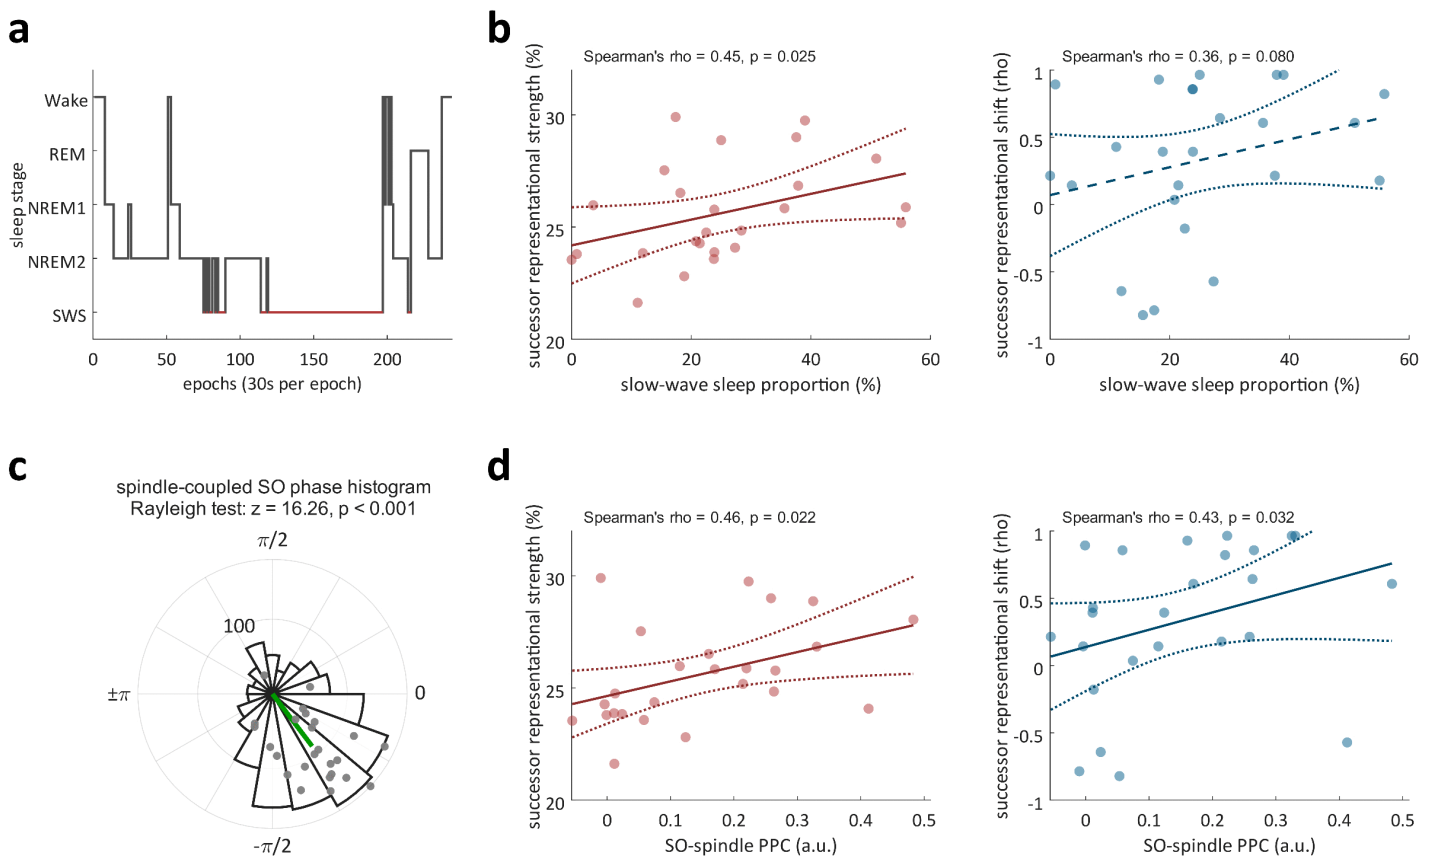 a
Wake
REM
NREM1
NREM2
SWS
sleep stage
0 50 100 150 200
epochs (30s per epoch)
b
Spearman's rho = 0.45, p = 0.025
successor representational strength (%)
30
25
20
0 20 40 60
slow-wave sleep proportion (%)
Spearman's rho = 0.36, p = 0.080
successor representational shift (rho)
1
0.5
0
-0.5
-1
0 20 40 60
slow-wave sleep proportion (%)
c
spindle-coupled SO phase histogram
Rayleigh test: z = 16.26, p < 0.001
π/2
100
±π
0
-π/2
d
Spearman's rho = 0.46, p = 0.022
successor representational strength (%)
30
25
20
0 0.1 0.2 0.3 0.4 0.5
SO-spindle PPC (a.u.)
Spearman's rho = 0.43, p = 0.032
successor representational shift (rho)
1
0.5
0
-0.5
-1
0 0.1 0.2 0.3 0.4 0.5
SO-spindle PPC (a.u.)